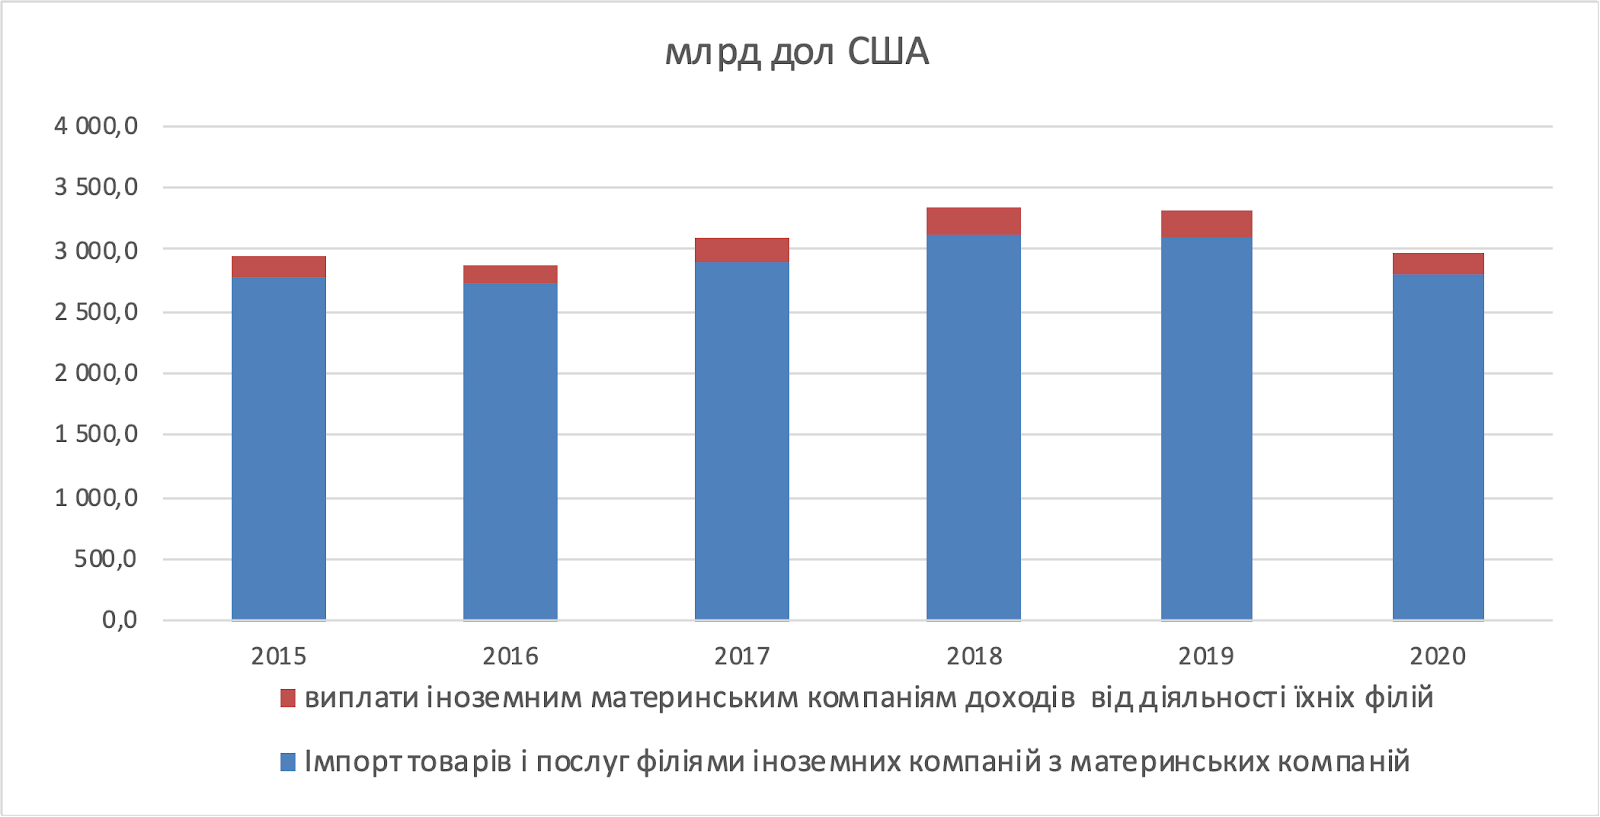 млрд дол США
4 000,0
3 500,0
3 000,0
2 500,0
2 000,0
1 500,0
1 000,0
500,0
0,0
2015 2016 2017 2018 2019 2020
виплати іноземним материнським компаніям доходів від діяльності їхніх філій
Імпорт товарів і послуг філіями іноземних компаній з материнських компаній